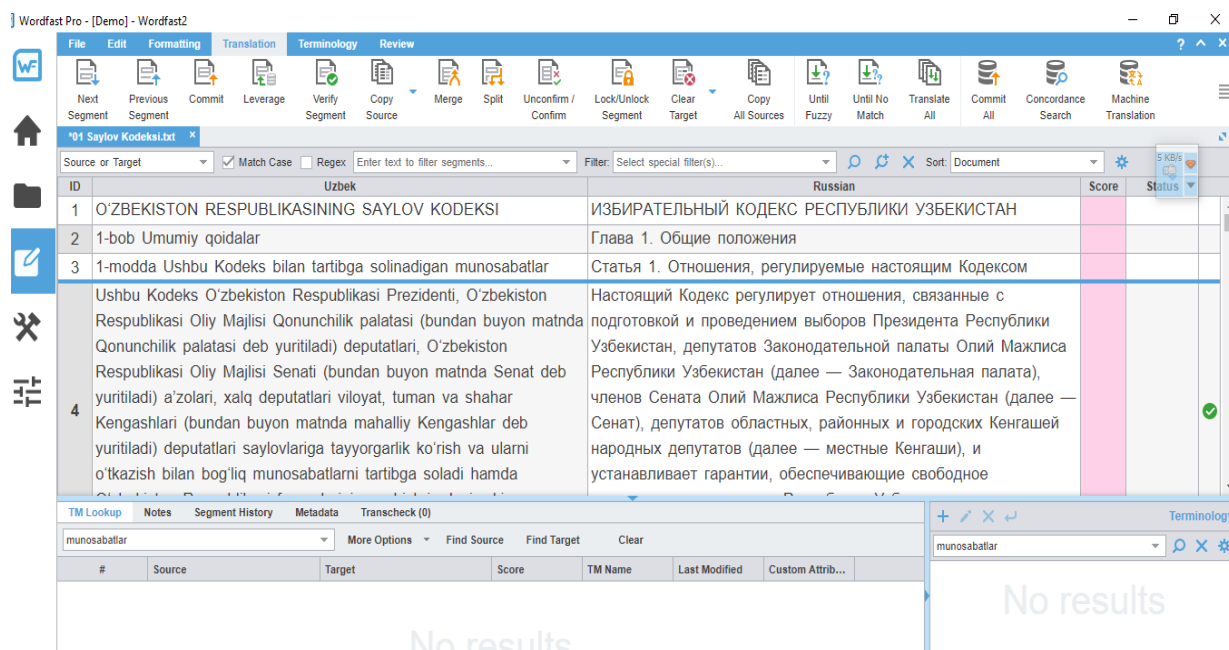 Wordfast Pro - [Demo] - Wordfast2
File Edit Formatting Translation Terminology Review
WF
Next Segment
Previous Segment
Commit
Leverage
Verify Segment
Copy Source
Merge
Split
Unconfirm / Confirm
Lock/Unlock Segment
Clear Target
Copy All Sources
Until Fuzzy
Until No Match
Translate All
Commit All
Concordance Search
Machine Translation
*01 Saylov Kodeksi.txt
Source or Target Match Case Regex Enter text to filter segments... Filter: Select special filter(s)... Sort: Document
5 KB/s
ID Uzbek Russian Score Status
1 O‘ZBEKISTON RESPUBLIKASINING SAYLOV KODEKSI
ИЗБИРАТЕЛЬНЫЙ КОДЕКС РЕСПУБЛИКИ УЗБЕКИСТАН
2 1-bob Umumiy qoidalar
Глава 1. Общие положения
3 1-modda Ushbu Kodeks bilan tartibga solinadigan munosabatlar
Статья 1. Отношения, регулируемые настоящим Кодексом
4
Ushbu Kodeks O‘zbekiston Respublikasi Prezidenti, O‘zbekiston
Respublikasi Oliy Majlisi Qonunchilik palatasi (bundan buyon matnda
Qonunchilik palatasi deb yuritiladi) deputatlari, O‘zbekiston
Respublikasi Oliy Majlisi Senati (bundan buyon matnda Senat deb
yuritiladi) a’zolari, xalq deputatlari viloyat, tuman va shahar
Kengashlari (bundan buyon matnda mahalliy Kengashlar deb
yuritiladi) deputatlari saylovlariga tayyorgarlik ko‘rish va ularni
o‘tkazish bilan bog‘liq munosabatlarni tartibga soladi hamda
Настоящий Кодекс регулирует отношения, связанные с
подготовкой и проведением выборов Президента Республики
Узбекистан, депутатов Законодательной палаты Олий Мажлиса
Республики Узбекистан (далее — Законодательная палата),
членов Сената Олий Мажлиса Республики Узбекистан (далее —
Сенат), депутатов областных, районных и городских Кенгашей
народных депутатов (далее — местные Кенгаши), и
устанавливает гарантии, обеспечивающие свободное
TM Lookup Notes Segment History Metadata Transcheck (0)
munosabatlar More Options Find Source Find Target Clear
# Source Target Score TM Name Last Modified Custom Attrib...
No results
Terminology
munosabatlar
No results